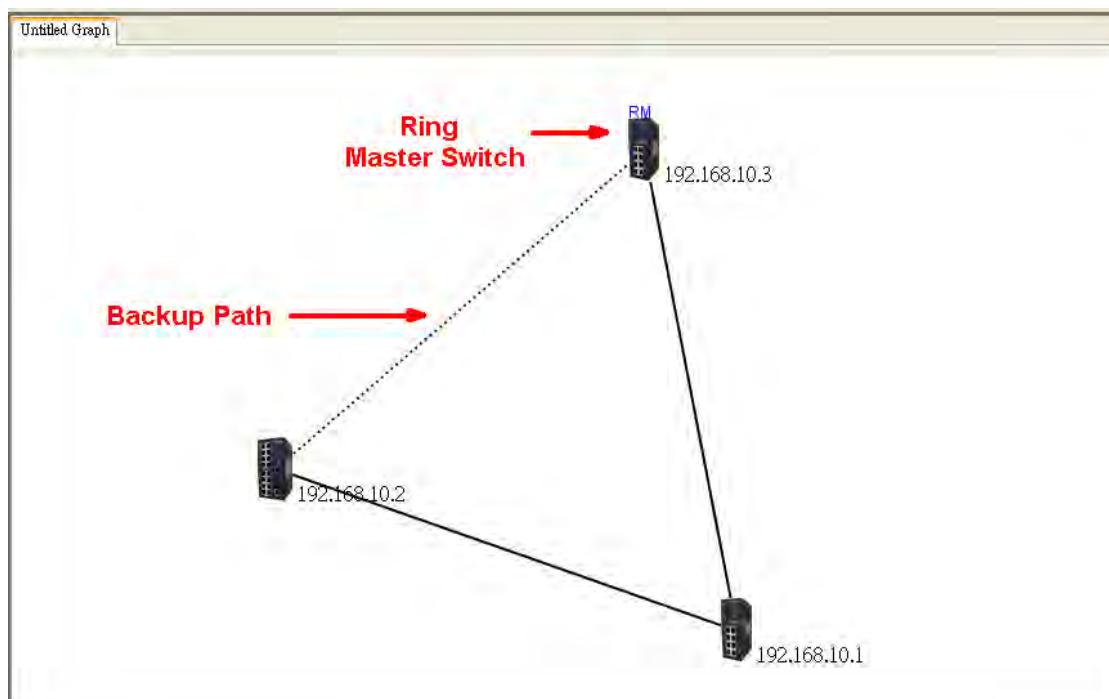 Untitled Graph
RM
Ring
Master Switch
192.168.10.3
Backup Path
192.168.10.2
192.168.10.1